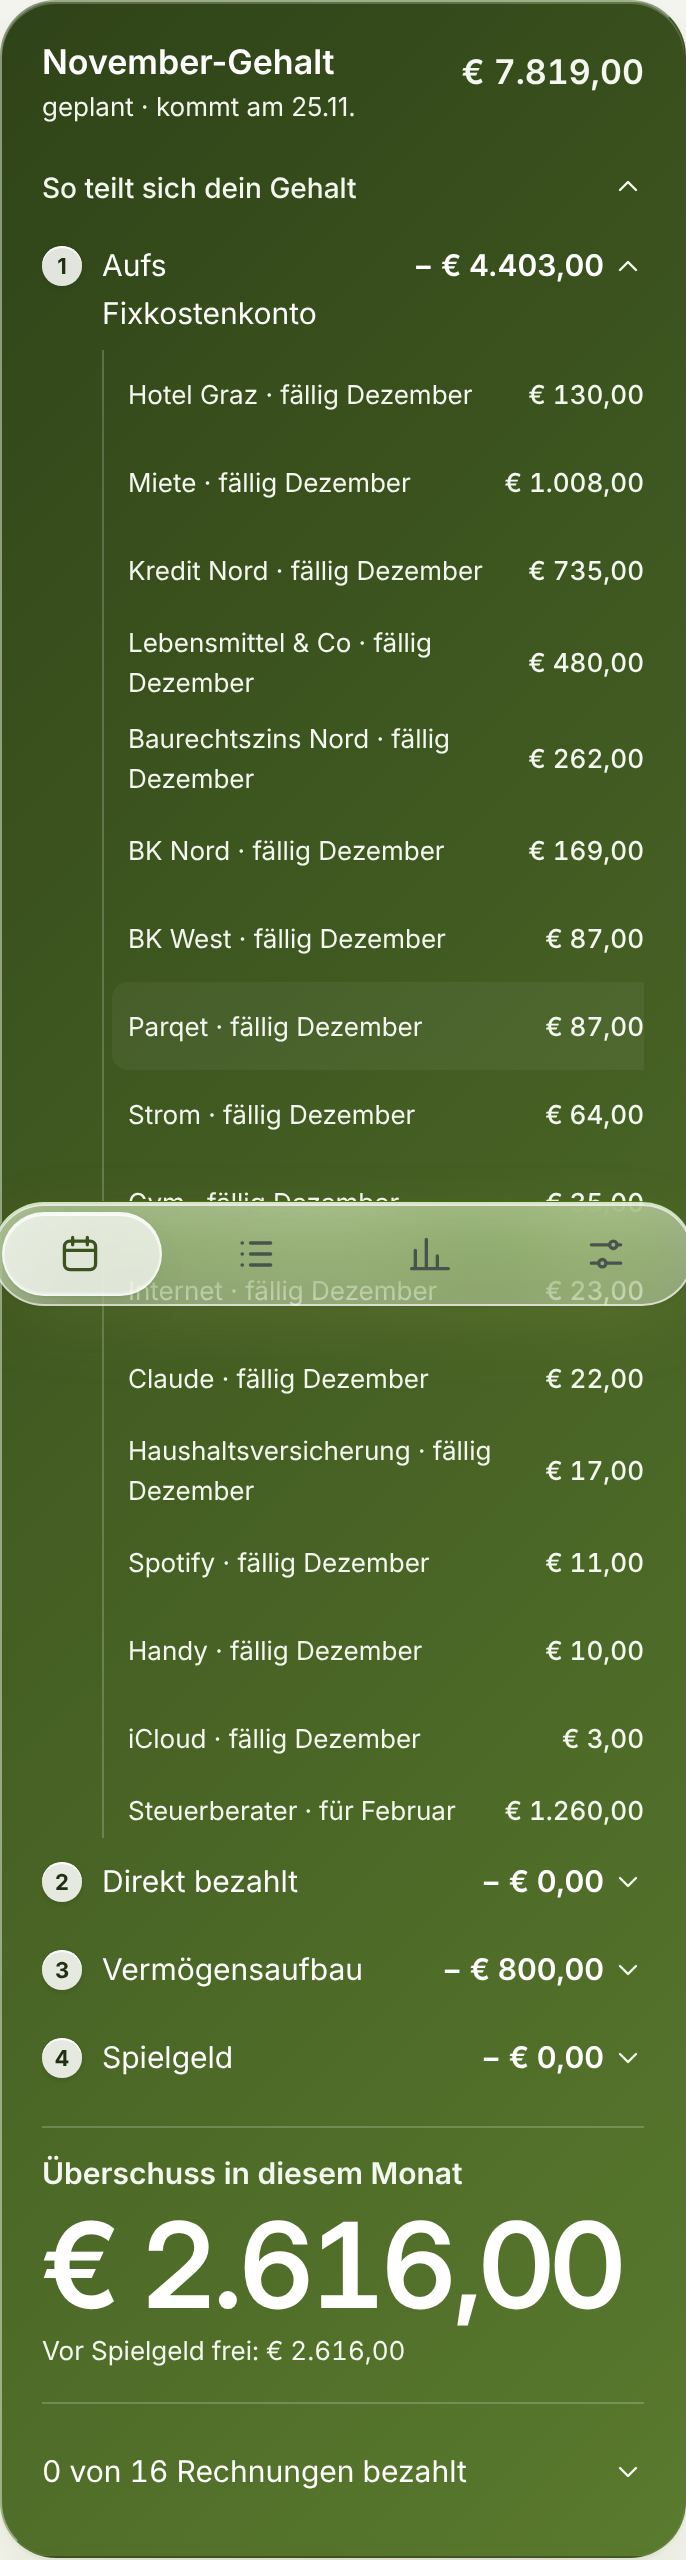 November-Gehalt
€ 7.819,00
geplant · kommt am 25.11.
So teilt sich dein Gehalt
1 Aufs Fixkostenkonto
– € 4.403,00
Hotel Graz · fällig Dezember € 130,00
Miete · fällig Dezember € 1.008,00
Kredit Nord · fällig Dezember € 735,00
Lebensmittel & Co · fällig
Dezember
€ 480,00
Baurechtszins Nord · fällig
Dezember
€ 262,00
BK Nord · fällig Dezember € 169,00
BK West · fällig Dezember € 87,00
Parqet · fällig Dezember € 87,00
Strom · fällig Dezember € 64,00
Gym · fällig Dezember € 35,00
Internet · fällig Dezember € 23,00
Claude · fällig Dezember € 22,00
Haushaltsversicherung · fällig
Dezember
€ 17,00
Spotify · fällig Dezember € 11,00
Handy · fällig Dezember € 10,00
iCloud · fällig Dezember € 3,00
Steuerberater · für Februar € 1.260,00
2 Direkt bezahlt – € 0,00
3 Vermögensaufbau – € 800,00
4 Spielgeld – € 0,00
Überschuss in diesem Monat
€ 2.616,00
Vor Spielgeld frei: € 2.616,00
0 von 16 Rechnungen bezahlt